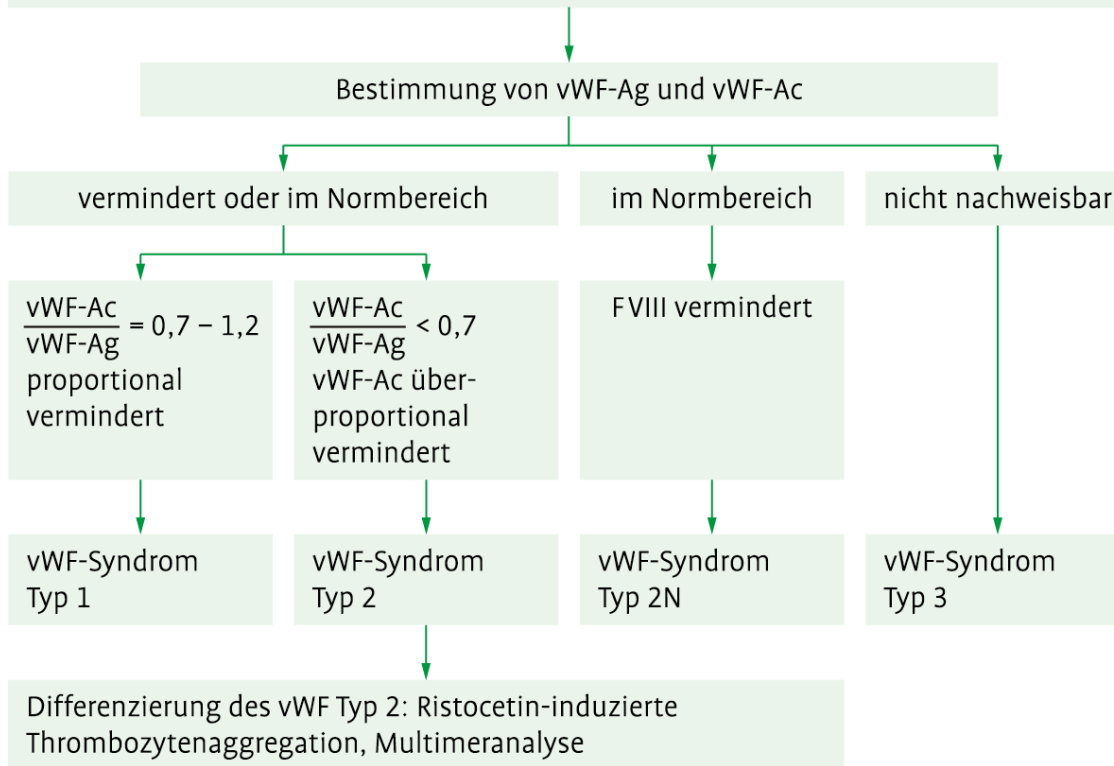 Bestimmung von vWF-Ag und vWF-Ac
vermindert oder im Normbereich
im Normbereich
nicht nachweisbar
vWF-Ac
vWF-Ag
= 0,7 – 1,2
proportional
vermindert
vWF-Ac
vWF-Ag
< 0,7
vWF-Ac über-
proportional
vermindert
F VIII vermindert
vWF-Syndrom
Typ 1
vWF-Syndrom
Typ 2
vWF-Syndrom
Typ 2N
vWF-Syndrom
Typ 3
Differenzierung des vWF Typ 2: Ristocetin-induzierte
Thrombozytenaggregation, Multimeranalyse